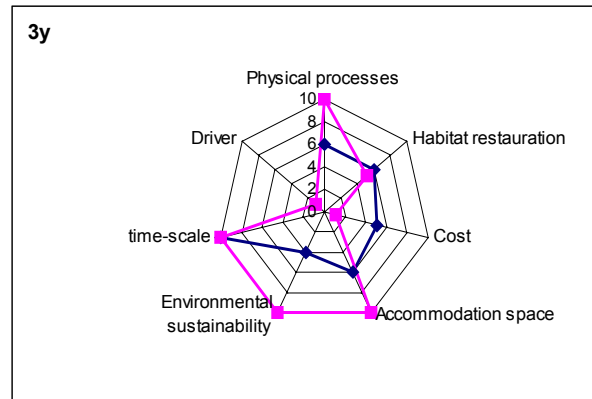 3y
Physical processes
10
8
6
4
2
0
Driver
Habitat restauration
time-scale
Cost
Environmental
sustainability
Accommodation space